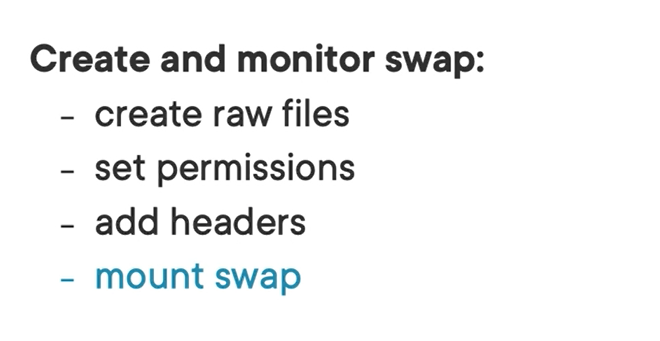 Create and monitor swap:
- create raw files
- set permissions
- add headers
- mount swap